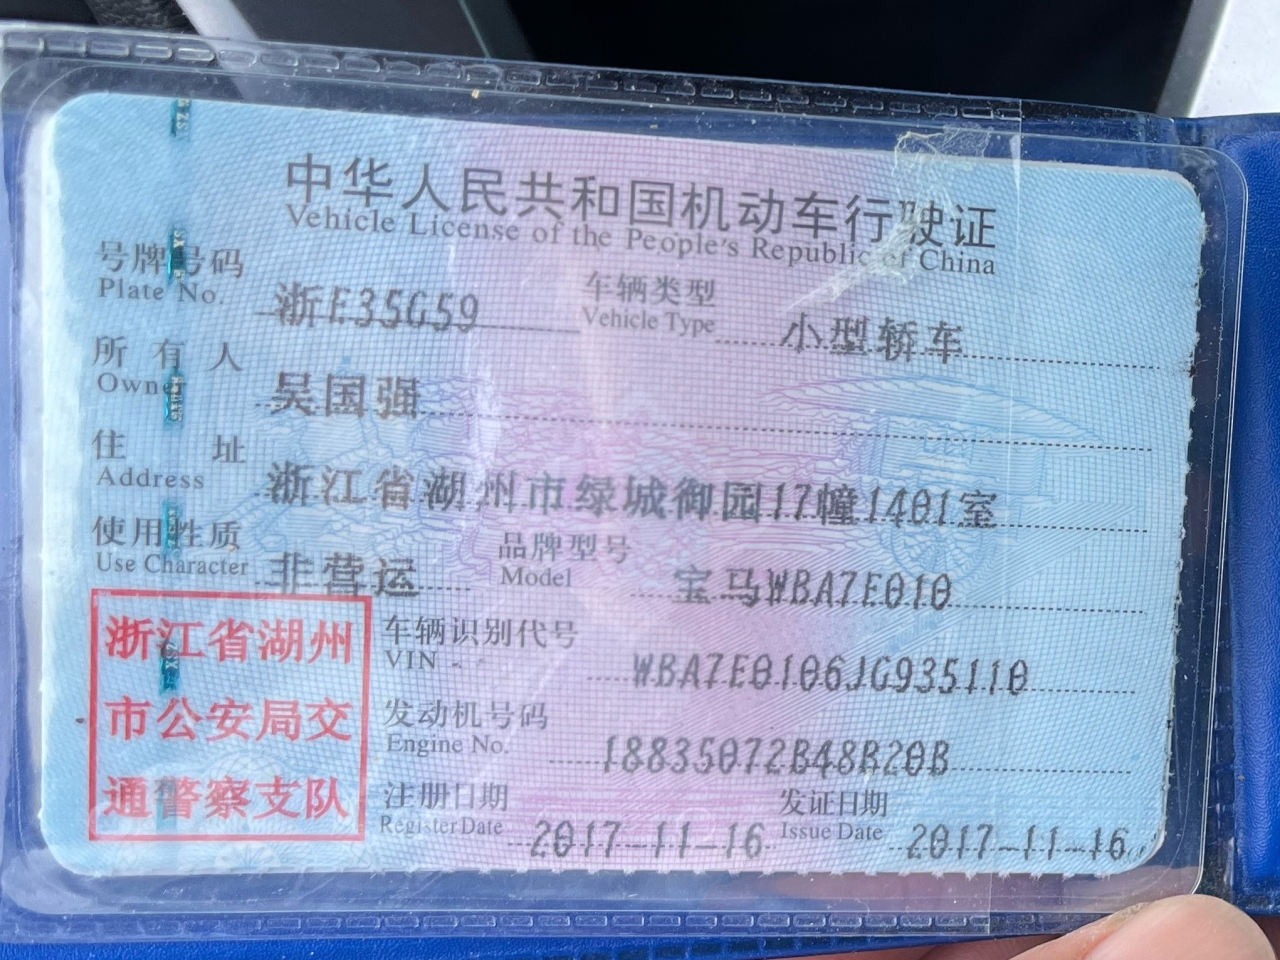 中华人民共和国机动车行驶证
Vehicle License of the People's Republic of China
号牌号码
Plate No.
浙E35G59
车辆类型
Vehicle Type
小型轿车
所有人
Owner
吴国强
住址
Address
浙江省湖州市绿城御园17幢1401室
使用性质
Use Character
非营运
品牌型号
Model
宝马WBA7E010
浙江省湖州
市公安局交
通警察支队
车辆识别代号
VIN
WBA7E0106JG935110
发动机号码
Engine No.
18835072B48B20B
注册日期
Register Date
2017-11-16
发证日期
Issue Date
2017-11-16